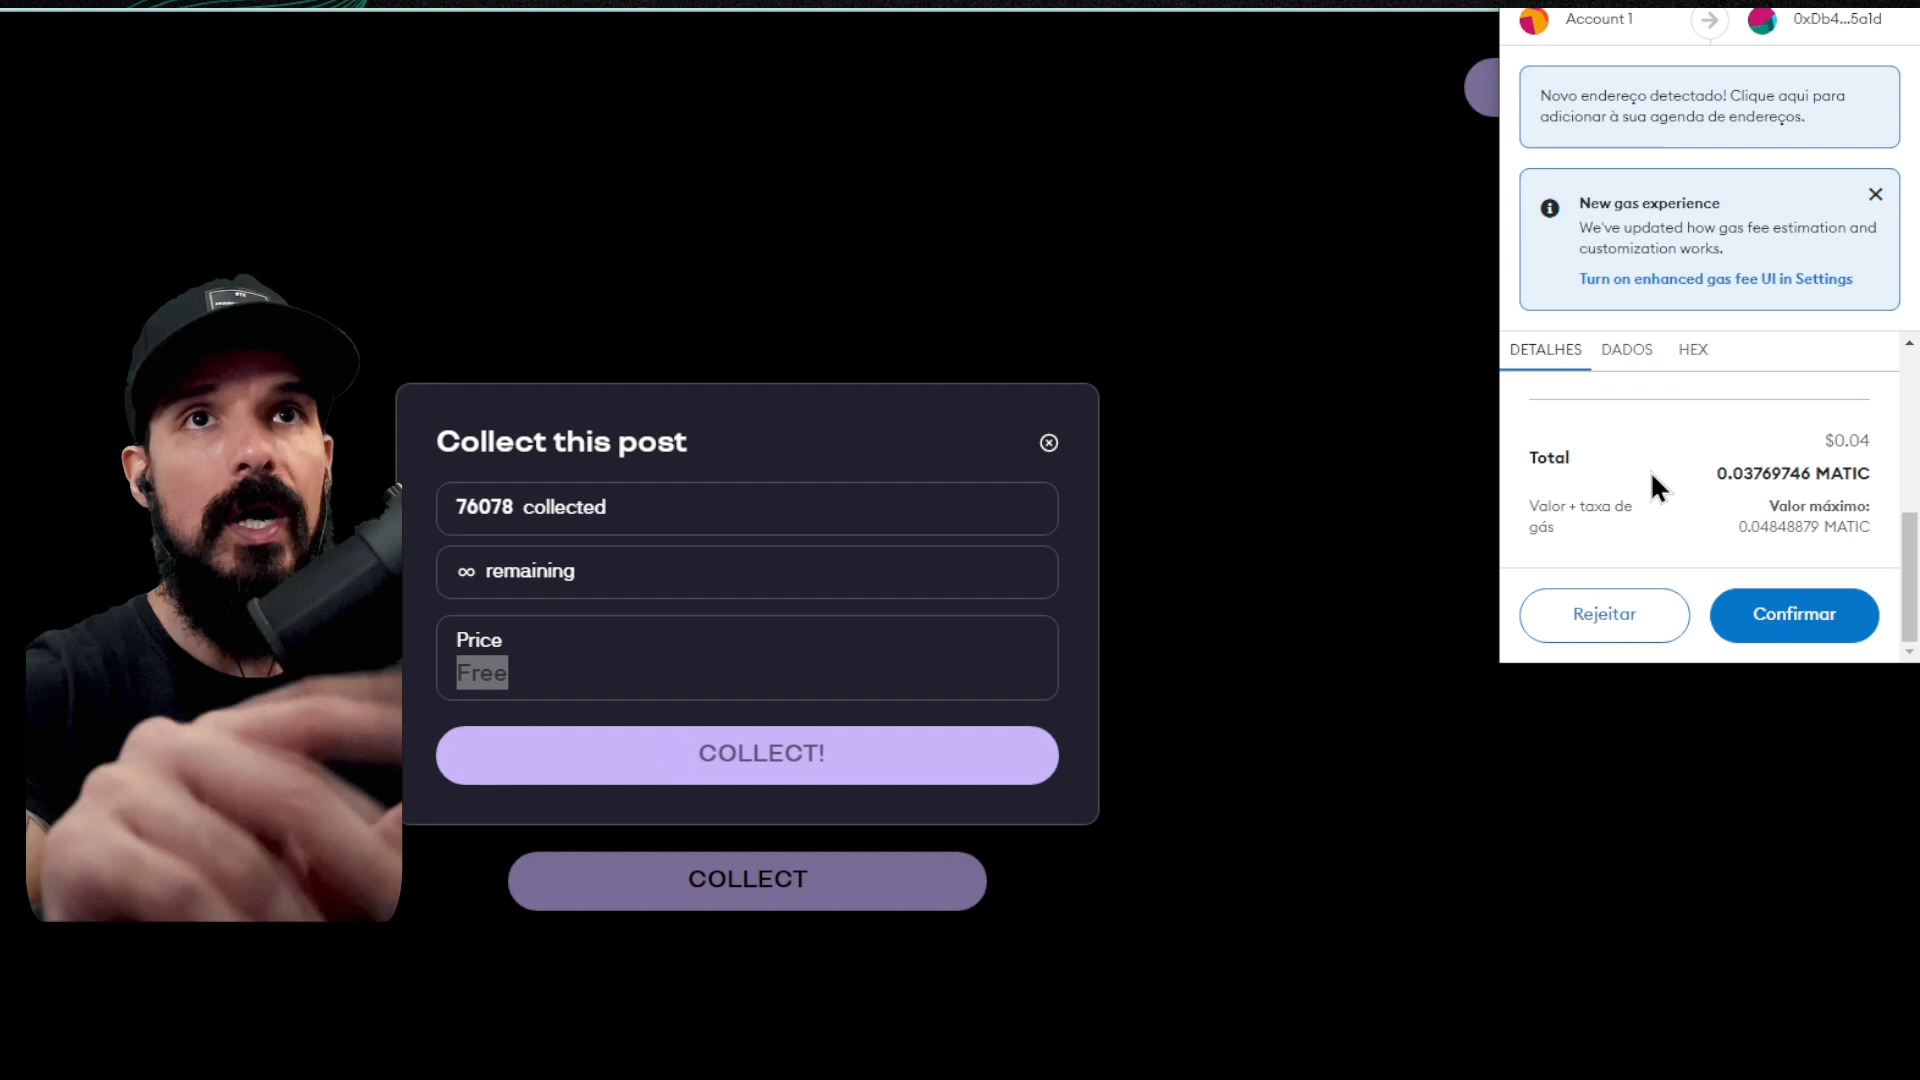 Account 1
0xDb4...5a1d
Novo endereço detectado! Clique aqui para
adicionar à sua agenda de endereços.
New gas experience
We've updated how gas fee estimation and
customization works.
Turn on enhanced gas fee UI in Settings
DETALHES DADOS HEX
$0.04
Total
0.03769746 MATIC
Valor + taxa de
gás
Valor máximo:
0.04848879 MATIC
Rejeitar
Confirmar
Collect this post
76078 collected
∞ remaining
Price
Free
COLLECT!
COLLECT